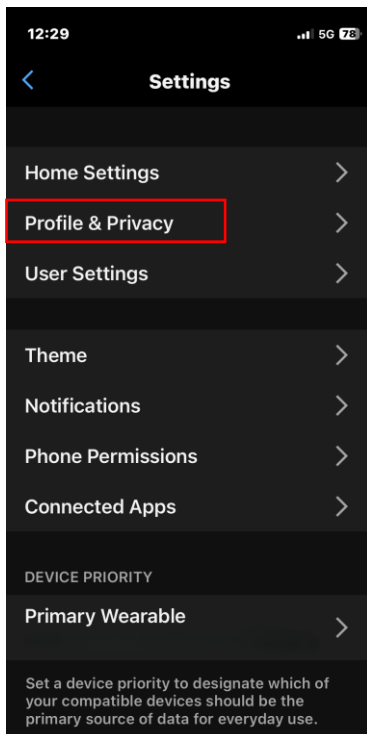 12:29
5G 78
Settings
Home Settings
Profile & Privacy
User Settings
Theme
Notifications
Phone Permissions
Connected Apps
DEVICE PRIORITY
Primary Wearable
Set a device priority to designate which of
your compatible devices should be the
primary source of data for everyday use.